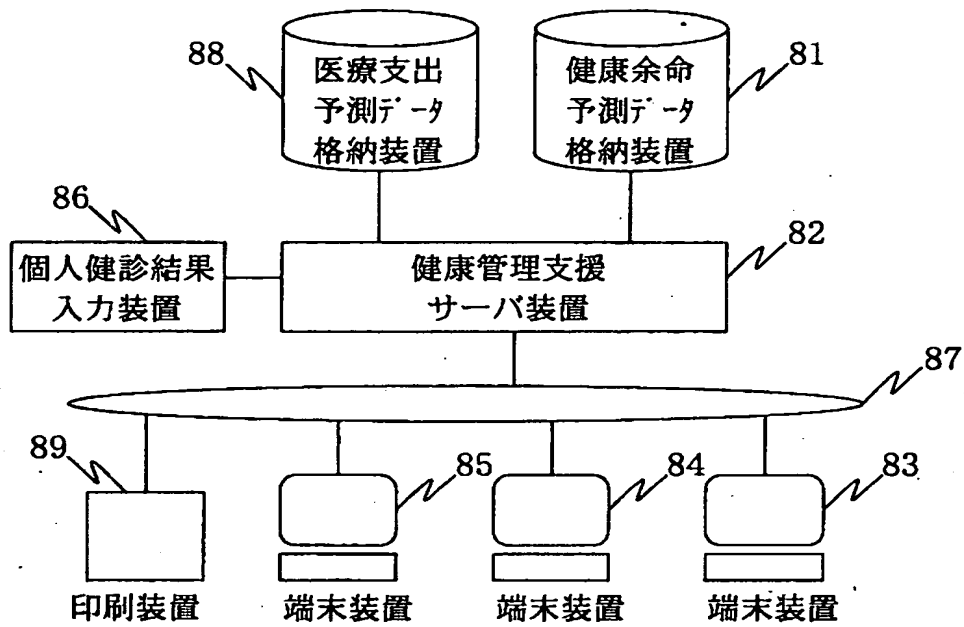 88
医療支出
予測ﾃﾞｰﾀ
格納装置
健康余命
予測ﾃﾞｰﾀ
格納装置
81
86
個人健診結果
入力装置
健康管理支援
サーバ装置
82
87
89
85
84
83
印刷装置
端末装置
端末装置
端末装置